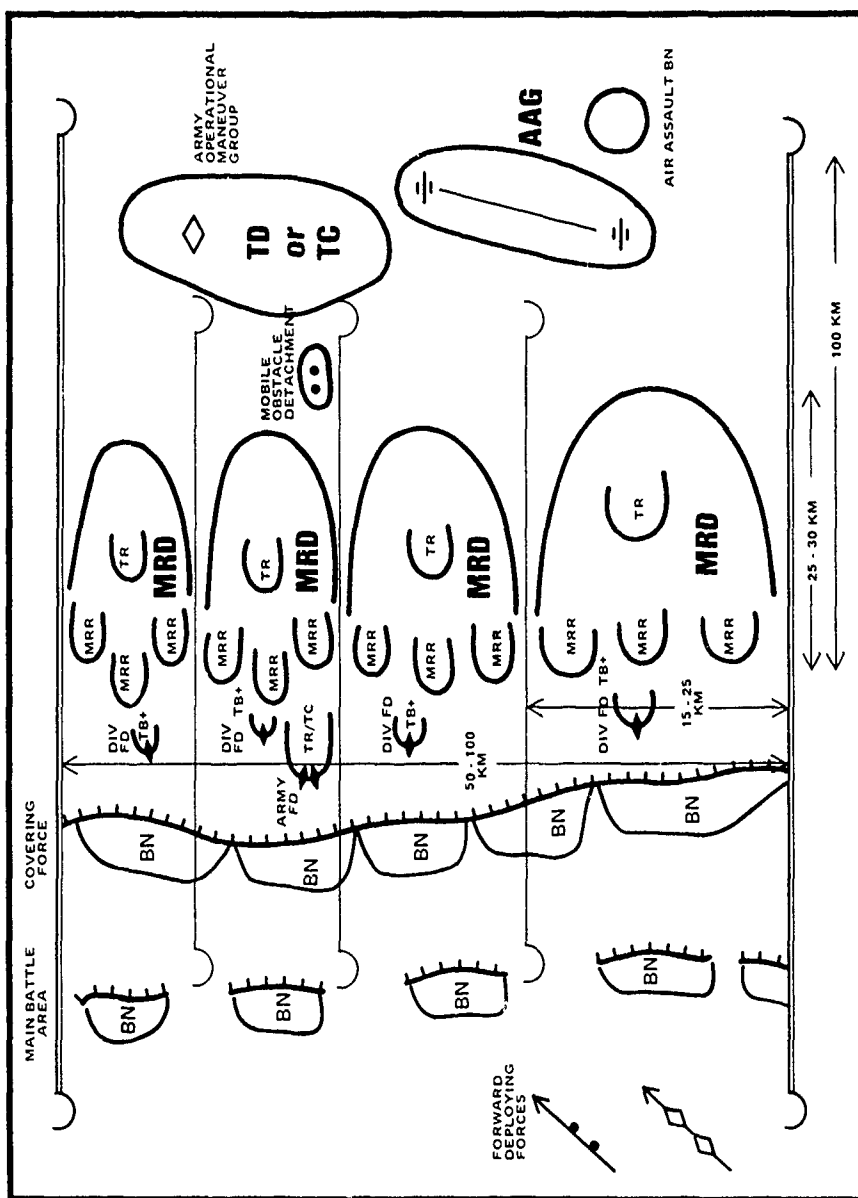 MAIN BATTLE
AREA
COVERING
FORCE
BN
BN
DIV
FD
TB+
MRR
MRR
MRR
TR
MRD
ARMY
OPERATIONAL
MANEUVER
GROUP
TD
or
TC
BN
BN
ARMY
FD
DIV
FD TB+
TR/TC
MRR
MRR
MRR
TR
MRD
MOBILE
OBSTACLE
DETACHMENT
BN
BN
DIV FD
TB+
MRR
MRR
MRR
TR
MRD
AAG
50 - 100
KM
FORWARD
DEPLOYING
FORCES
BN
BN
BN
DIV FD TB+
15 - 25
KM
MRR
MRR
MRR
TR
MRD
AIR ASSAULT BN
25 - 30 KM
100 KM